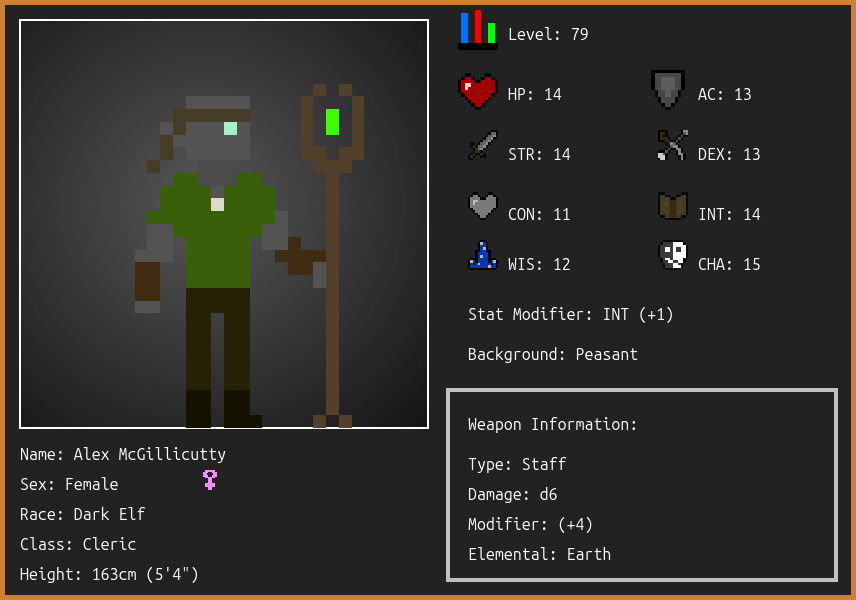 Level: 79
HP: 14
AC: 13
STR: 14
DEX: 13
CON: 11
INT: 14
WIS: 12
CHA: 15
Stat Modifier: INT (+1)
Background: Peasant
Weapon Information:
Type: Staff
Damage: d6
Modifier: (+4)
Elemental: Earth
Name: Alex McGillicutty
Sex: Female
Race: Dark Elf
Class: Cleric
Height: 163cm (5'4")